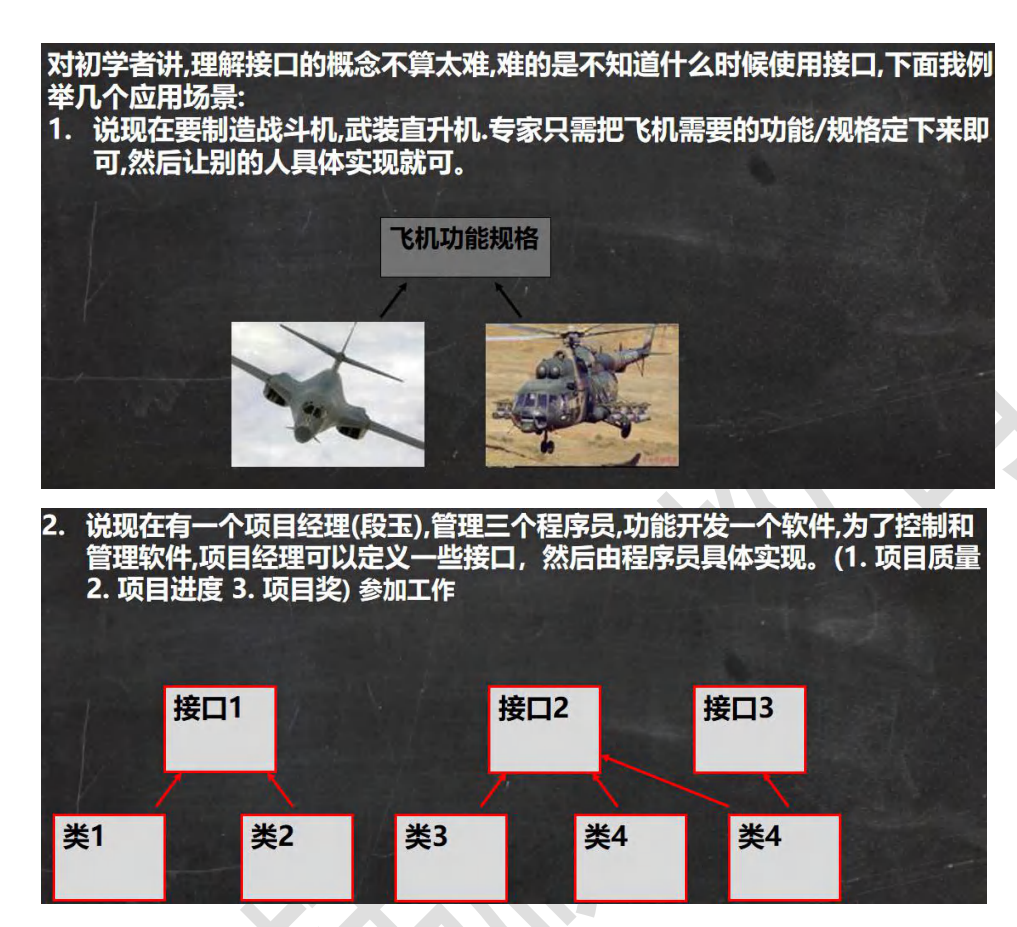 对初学者讲,理解接口的概念不算太难,难的是不知道什么时候使用接口,下面我例
举几个应用场景:
1. 说现在要制造战斗机,武装直升机.专家只需把飞机需要的功能/规格定下来即
可,然后让别的人具体实现就可。
飞机功能规格
2. 说现在有一个项目经理(段玉),管理三个程序员,功能开发一个软件,为了控制和
管理软件,项目经理可以定义一些接口，然后由程序员具体实现。(1. 项目质量
2. 项目进度 3. 项目奖) 参加工作
接口1 接口2 接口3
类1 类2 类3 类4 类4